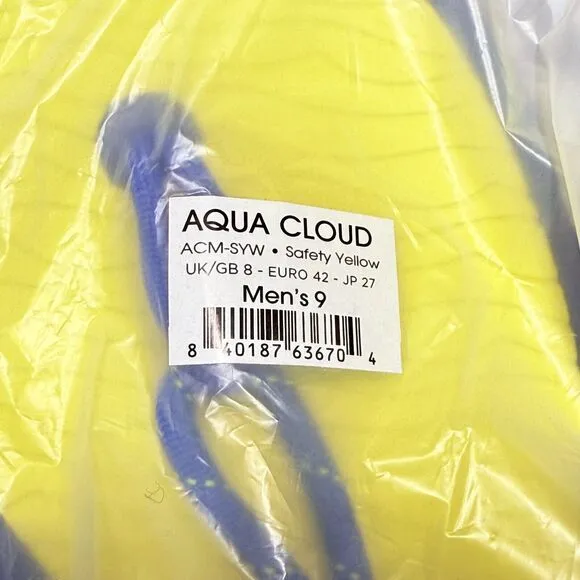 AQUA CLOUD
ACM-SYW • Safety Yellow
UK/GB 8 - EURO 42 - JP 27
Men's 9
8 40187 63670 4